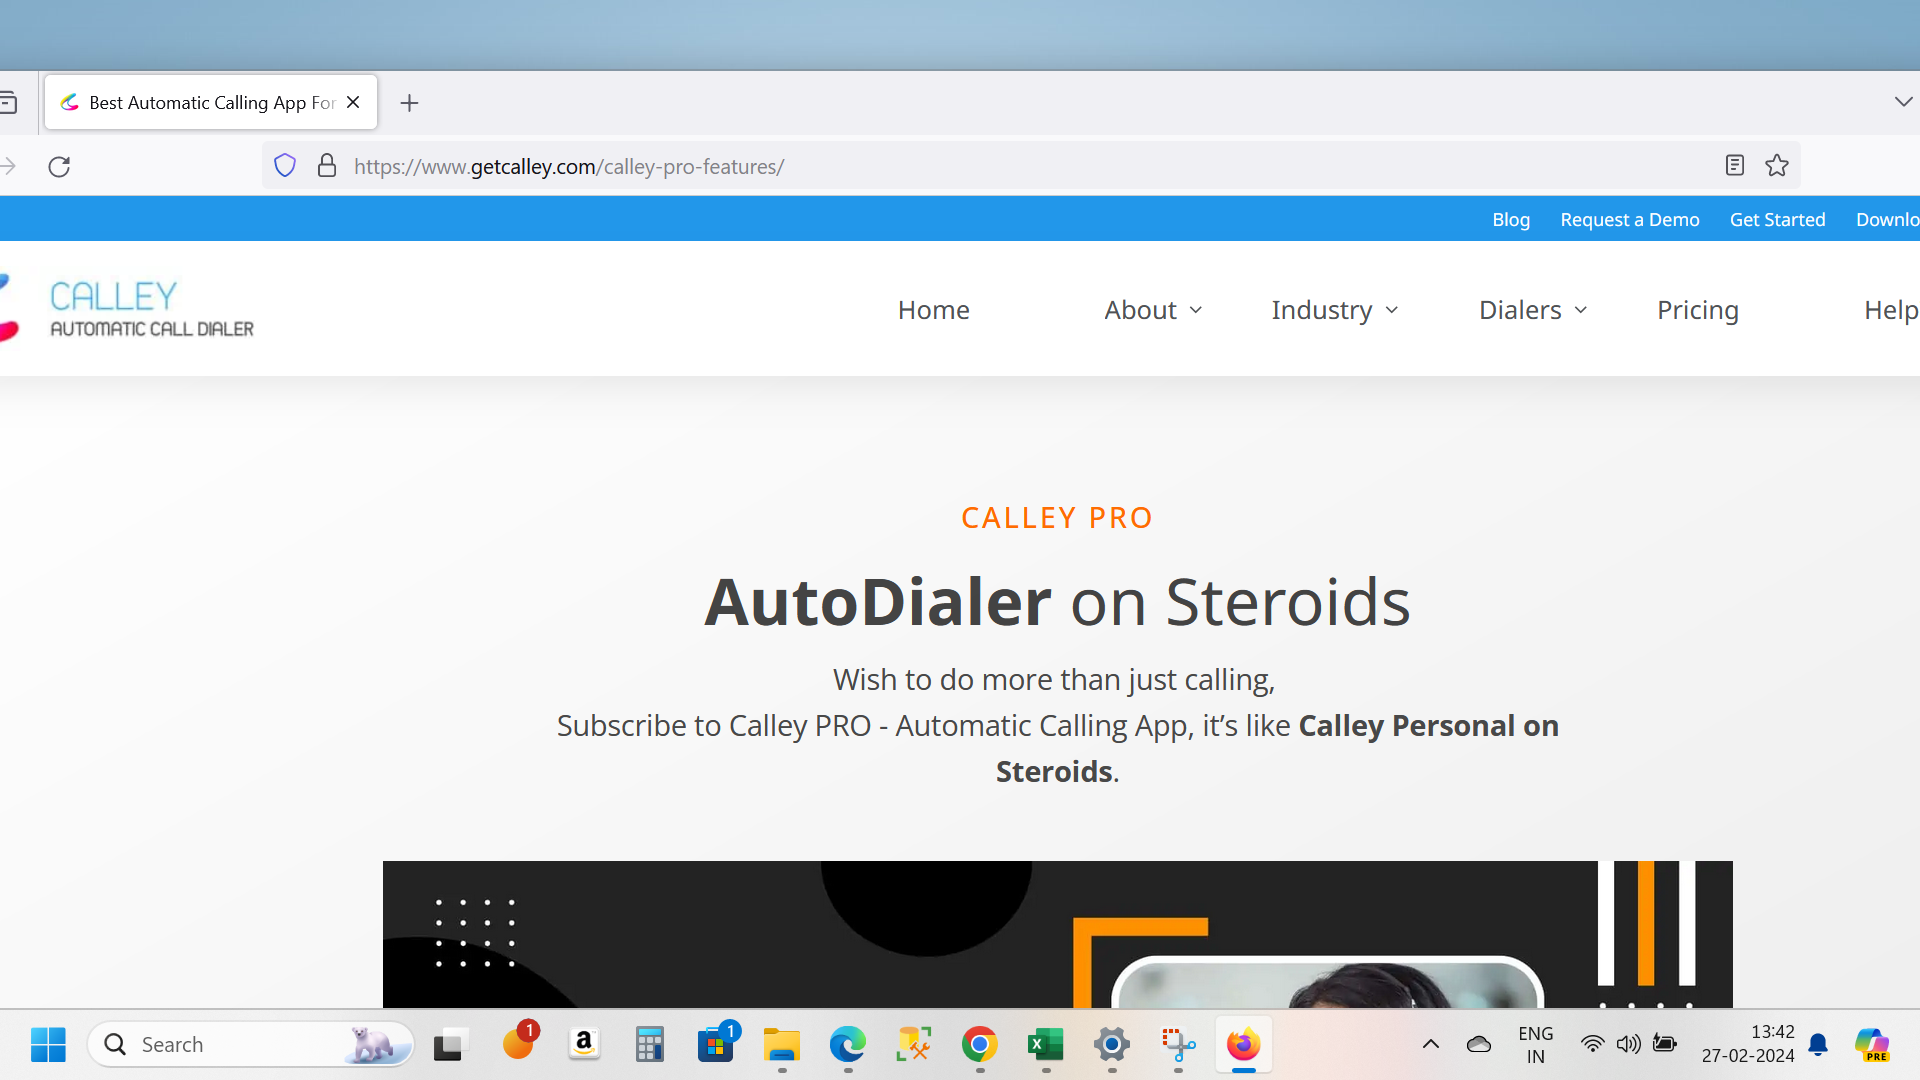 Best Automatic Calling App For
https://www.getcalley.com/calley-pro-features/
Blog Request a Demo Get Started Downlo
CALLEY
AUTOMATIC CALL DIALER
Home About Industry Dialers Pricing Help
CALLEY PRO
AutoDialer on Steroids
Wish to do more than just calling,
Subscribe to Calley PRO - Automatic Calling App, it’s like Calley Personal on
Steroids.
Search
1
a
1
X
ENG
IN
13:42
27-02-2024
PRE